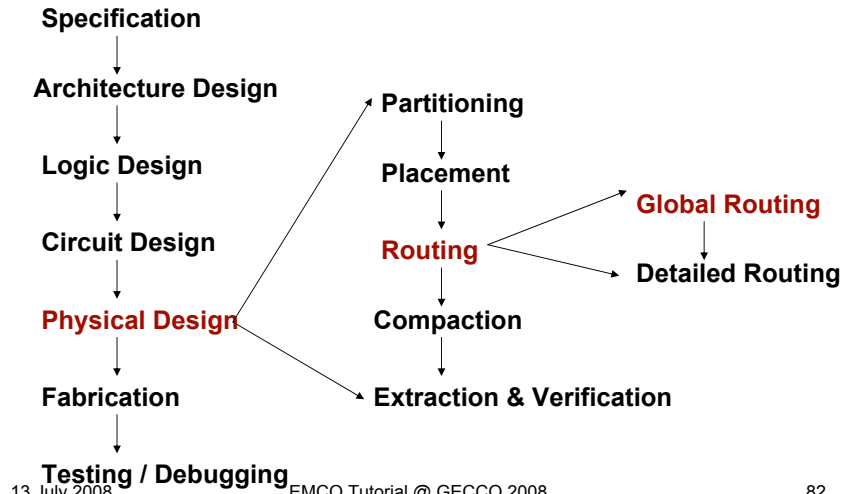 Specification
Architecture Design
Logic Design
Circuit Design
Physical Design
Fabrication
Testing / Debugging
Partitioning
Placement
Routing
Compaction
Extraction & Verification
Global Routing
Detailed Routing
13 July 2008
EMCO Tutorial @ GECCO 2008
82